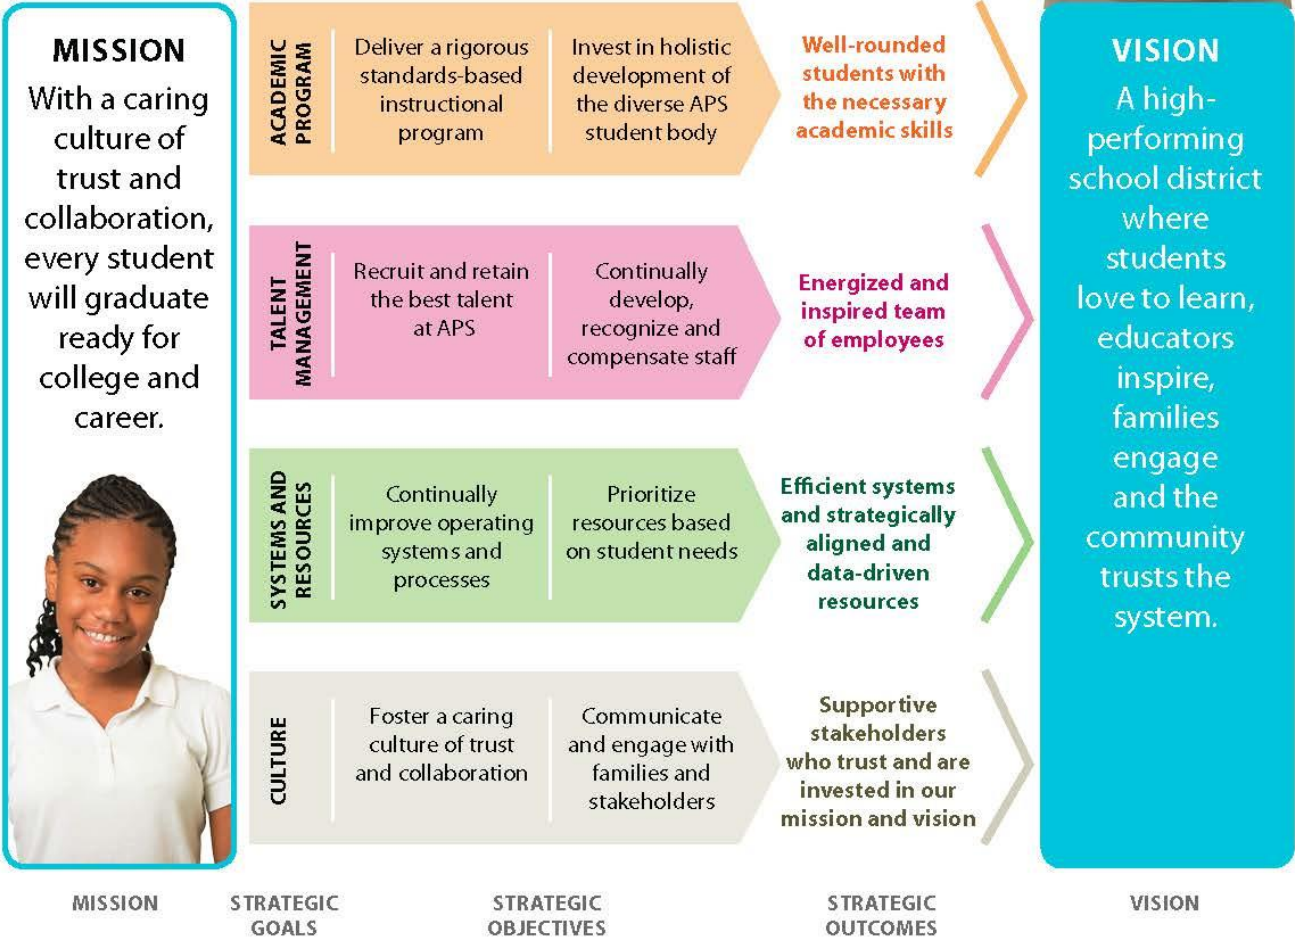 MISSION
With a caring
culture of
trust and
collaboration,
every student
will graduate
ready for
college and
career.
ACADEMIC
PROGRAM
Deliver a rigorous
standards-based
instructional
program
Invest in holistic
development of
the diverse APS
student body
Well-rounded
students with
the necessary
academic skills
TALENT
MANAGEMENT
Recruit and retain
the best talent
at APS
Continually
develop,
recognize and
compensate staff
Energized and
inspired team
of employees
SYSTEMS AND
RESOURCES
Continually
improve operating
systems and
processes
Prioritize
resources based
on student needs
Efficient systems
and strategically
aligned and
data-driven
resources
CULTURE
Foster a caring
culture of trust
and collaboration
Communicate
and engage with
families and
stakeholders
Supportive
stakeholders
who trust and are
invested in our
mission and vision
VISION
A high-
performing
school district
where
students
love to learn,
educators
inspire,
families
engage
and the
community
trusts the
system.
MISSION
STRATEGIC
GOALS
STRATEGIC
OBJECTIVES
STRATEGIC
OUTCOMES
VISION